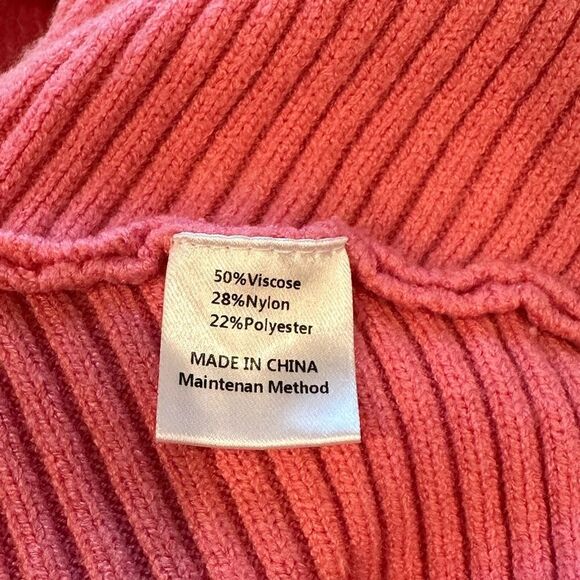 50%Viscose
28%Nylon
22%Polyester
MADE IN CHINA
Maintenan Method